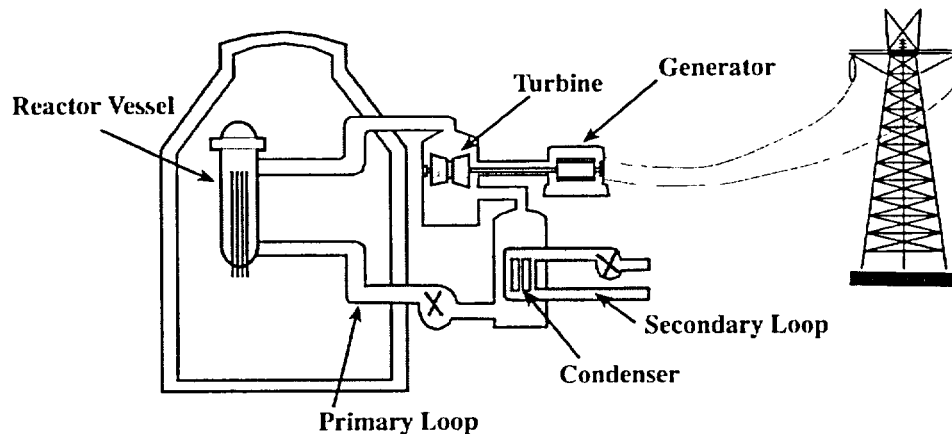 Generator
Turbine
Reactor Vessel
Secondary Loop
Condenser
Primary Loop